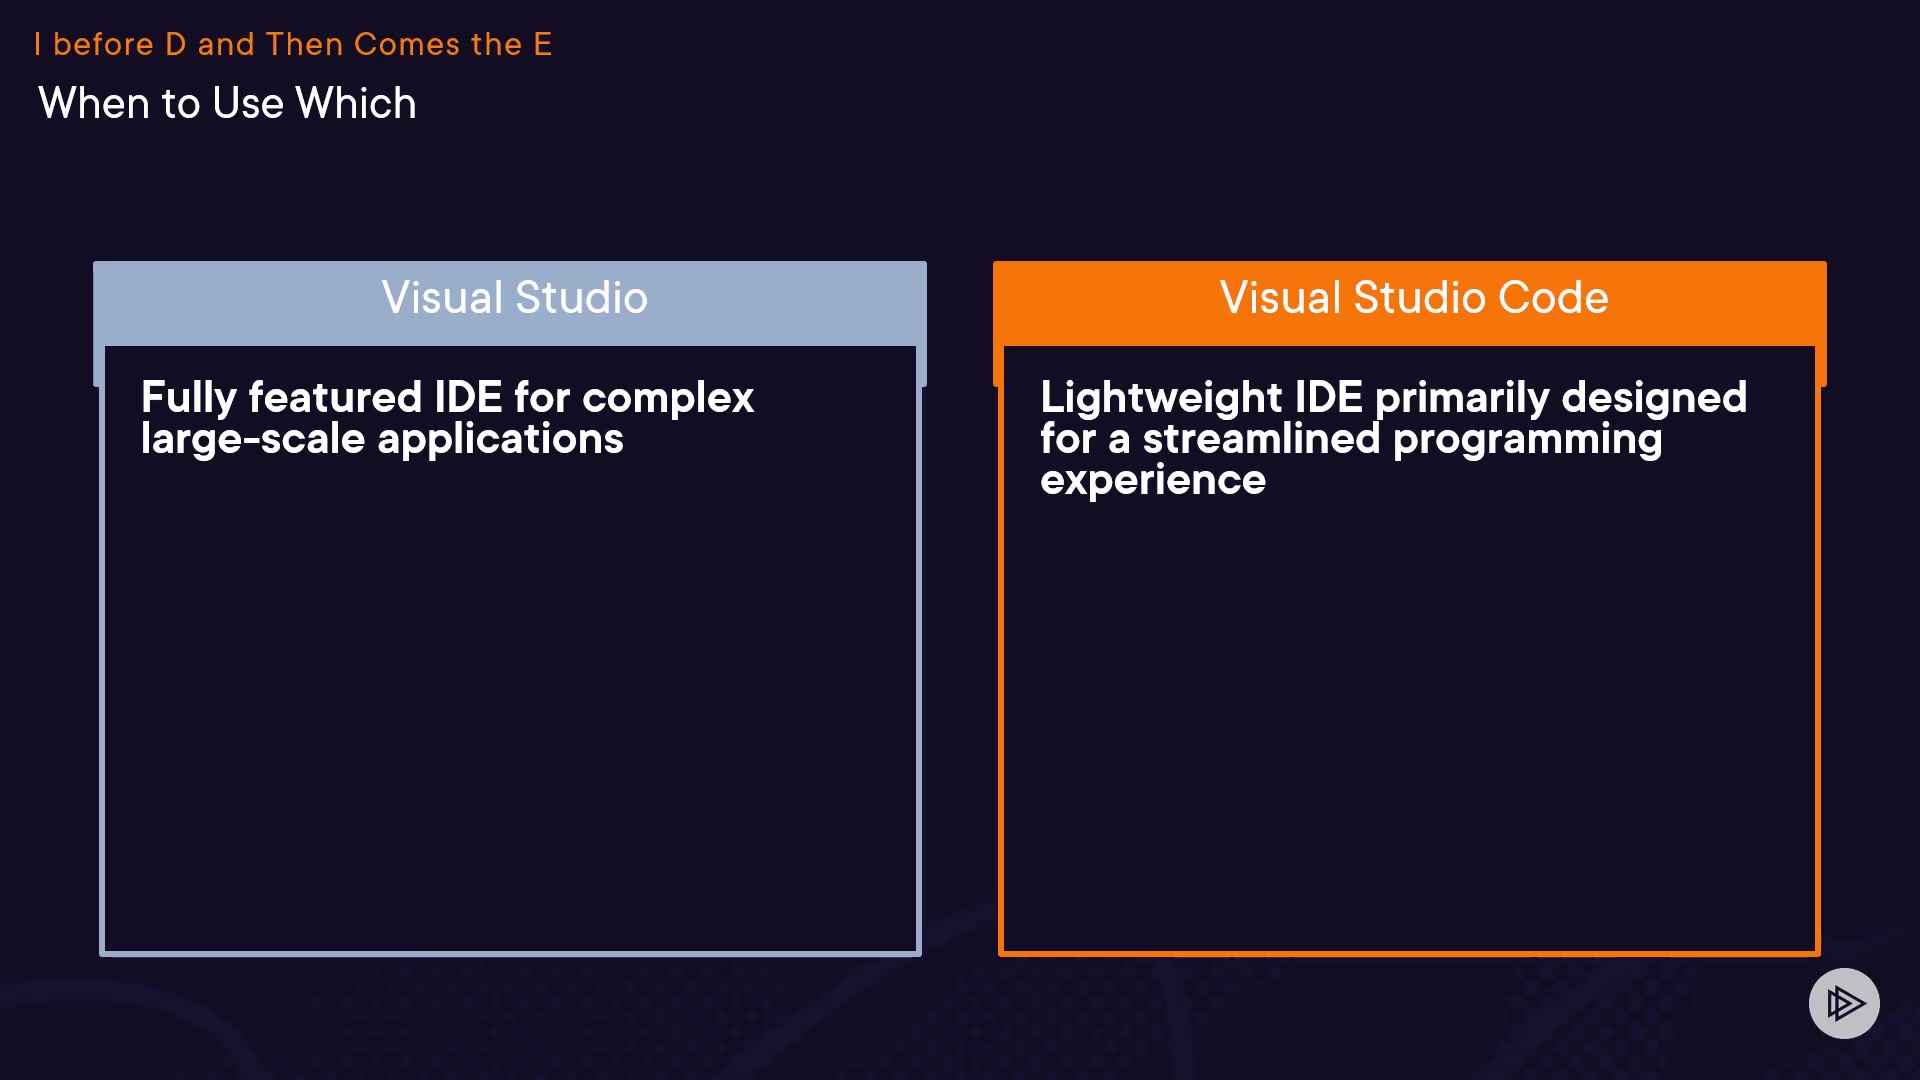 I before D and Then Comes the E
When to Use Which
Visual Studio
Fully featured IDE for complex
large-scale applications
Visual Studio Code
Lightweight IDE primarily designed
for a streamlined programming
experience